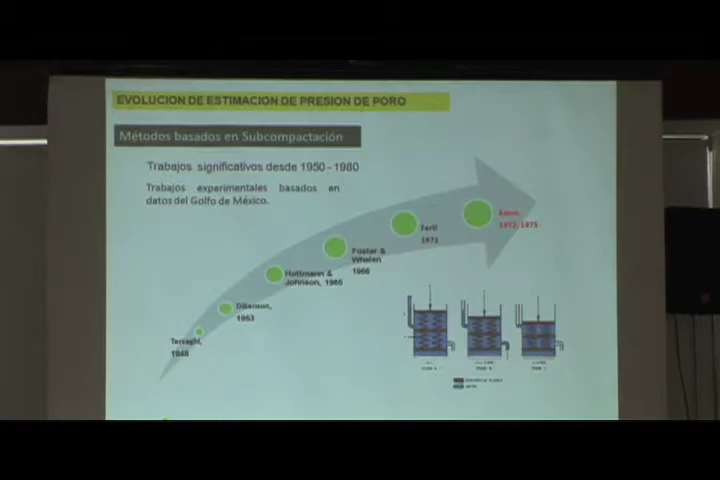 EVOLUCION DE ESTIMACION DE PRESION DE PORO
Métodos basados en Subcompactación
Trabajos significativos desde 1950 - 1980
Trabajos experimentales basados en
datos del Golfo de México.
Eaton,
1972, 1975
Fertl
1971
Foster &
Whalen
1966
Hottmann &
Johnson, 1965
Dikenson,
1953
Terzaghi,
1948